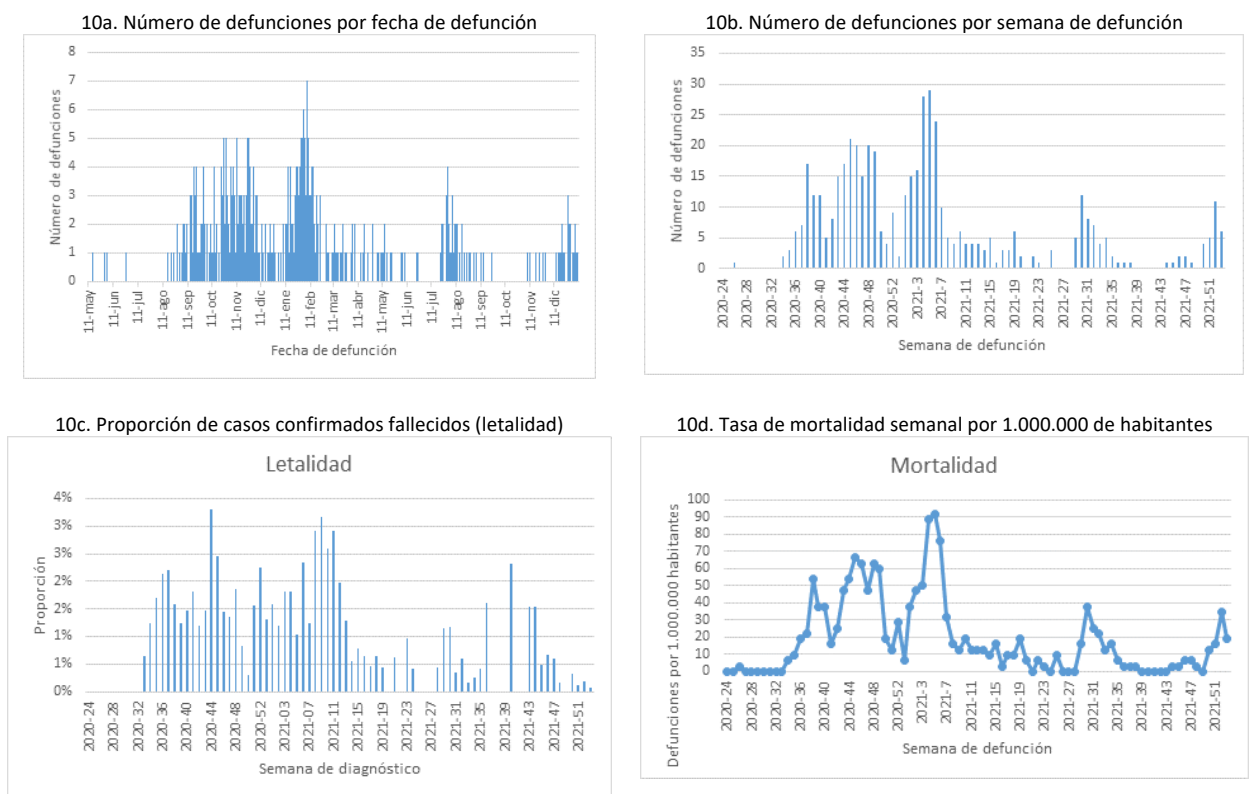 10a. Número de defunciones por fecha de defunción
8
7
6
5
4
3
2
1
0
Número de defunciones
11-may
11-jun
11-jul
11-ago
11-sep
11-oct
11-nov
11-dic
11-ene
11-feb
11-mar
11-abr
11-may
11-jun
11-jul
11-ago
11-sep
11-oct
11-nov
11-dic
Fecha de defunción
10b. Número de defunciones por semana de defunción
35
30
25
20
15
10
5
0
Número de defunciones
2020-24
2020-28
2020-32
2020-36
2020-40
2020-44
2020-48
2020-52
2021-3
2021-7
2021-11
2021-15
2021-19
2021-23
2021-27
2021-31
2021-35
2021-39
2021-43
2021-47
2021-51
Semana de defunción
10c. Proporción de casos confirmados fallecidos (letalidad)
Letalidad
4%
3%
3%
2%
2%
1%
1%
0%
Proporción
2020-24
2020-28
2020-32
2020-36
2020-40
2020-44
2020-48
2020-52
2021-03
2021-07
2021-11
2021-15
2021-19
2021-23
2021-27
2021-31
2021-35
2021-39
2021-43
2021-47
2021-51
Semana de diagnóstico
10d. Tasa de mortalidad semanal por 1.000.000 de habitantes
Mortalidad
100
90
80
70
60
50
40
30
20
10
0
Defunciones por 1.000.000 habitantes
2020-24
2020-28
2020-32
2020-36
2020-40
2020-44
2020-48
2020-52
2021-3
2021-7
2021-11
2021-15
2021-19
2021-23
2021-27
2021-31
2021-35
2021-39
2021-43
2021-47
2021-51
Semana de defunción